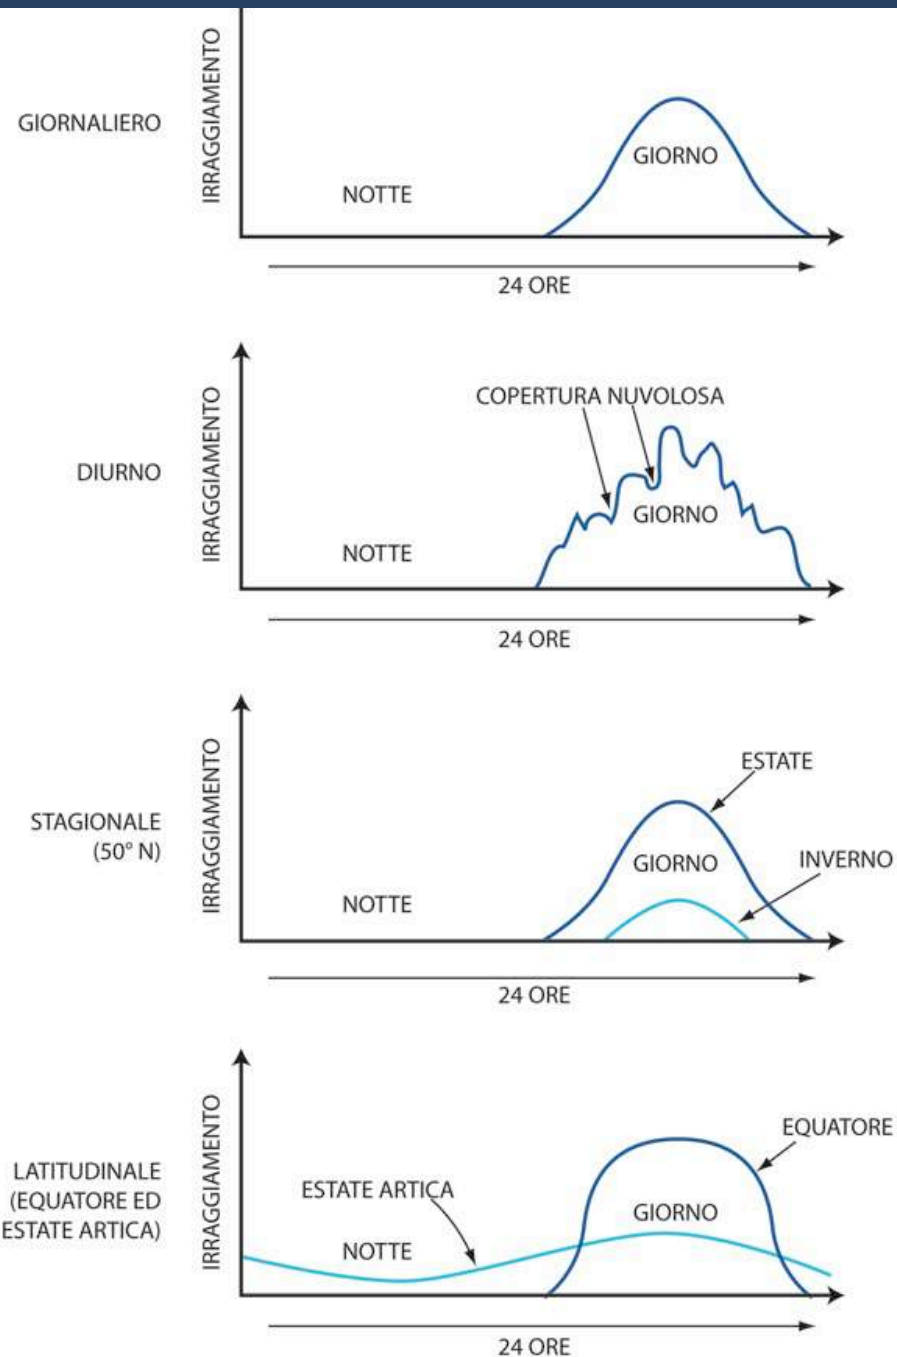 IRRAGGIAMENTO
GIORNALIERO
GIORNO
NOTTE
24 ORE
IRRAGGIAMENTO
COPERTURA NUVOLOSA
DIURNO
GIORNO
NOTTE
24 ORE
IRRAGGIAMENTO
ESTATE
STAGIONALE
(50° N)
GIORNO
INVERNO
NOTTE
24 ORE
IRRAGGIAMENTO
EQUATORE
LATITUDINALE
(EQUATORE ED
ESTATE ARTICA)
ESTATE ARTICA
GIORNO
NOTTE
24 ORE